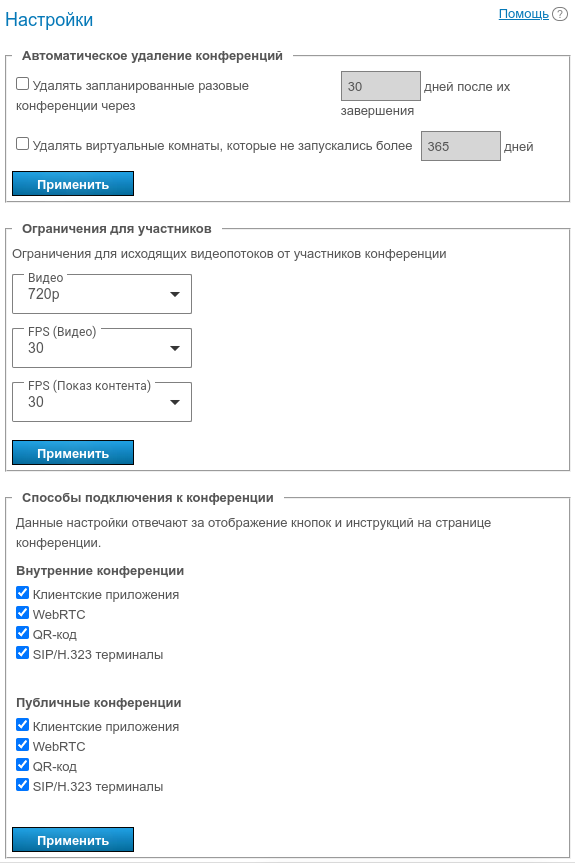 Настройки
Помощь ?
Автоматическое удаление конференций
Удалять запланированные разовые
конференции через
30 дней после их
завершения
Удалять виртуальные комнаты, которые не запускались более 365 дней
Применить
Ограничения для участников
Ограничения для исходящих видеопотоков от участников конференции
Видео
720p
FPS (Видео)
30
FPS (Показ контента)
30
Применить
Способы подключения к конференции
Данные настройки отвечают за отображение кнопок и инструкций на странице
конференции.
Внутренние конференции
Клиентские приложения
WebRTC
QR-код
SIP/H.323 терминалы
Публичные конференции
Клиентские приложения
WebRTC
QR-код
SIP/H.323 терминалы
Применить